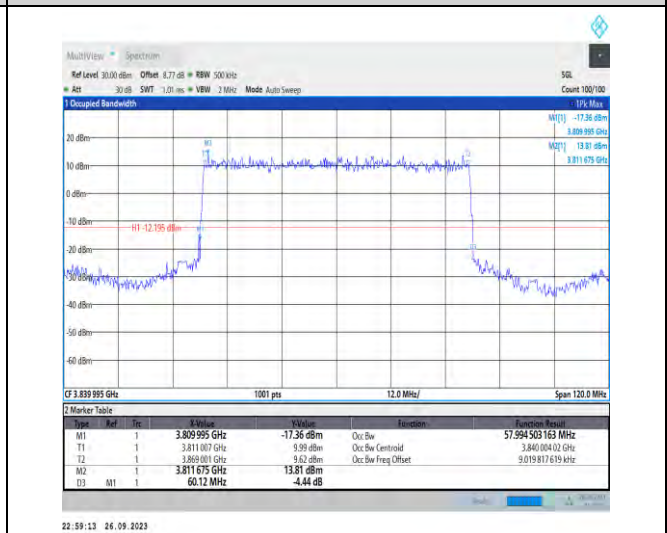 MultiView Spectrum
Ref Level 30.00 dBm Offset 8.77 dB RBW 500 kHz SGL
Att 30 dB SWT 1.01 ms VBW 2 MHz Mode Auto Sweep Count 100/100
1 Occupied Bandwidth 1Pk Max
M1[1] -17.36 dBm
3.809 995 GHz
M2[1] 13.81 dBm
3.811 675 GHz
20 dBm
10 dBm
0 dBm
-10 dBm
H1 -12.195 dBm
-20 dBm
-30 dBm
-40 dBm
-50 dBm
-60 dBm
CF 3.839 995 GHz 1001 pts 12.0 MHz/ Span 120.0 MHz
2 Marker Table
Type Ref Trc X-Value Y-Value Function Function Result
M1 1 3.809 995 GHz -17.36 dBm Occ Bw 57.994 503 163 MHz
T1 1 3.811 007 GHz 9.99 dBm Occ Bw Centroid 3.840 004 02 GHz
T2 1 3.869 001 GHz 9.62 dBm Occ Bw Freq Offset 9.019 817 619 kHz
M2 1 3.811 675 GHz 13.81 dBm
D3 M1 1 60.12 MHz -4.44 dB
22:59:13 26.09.2023